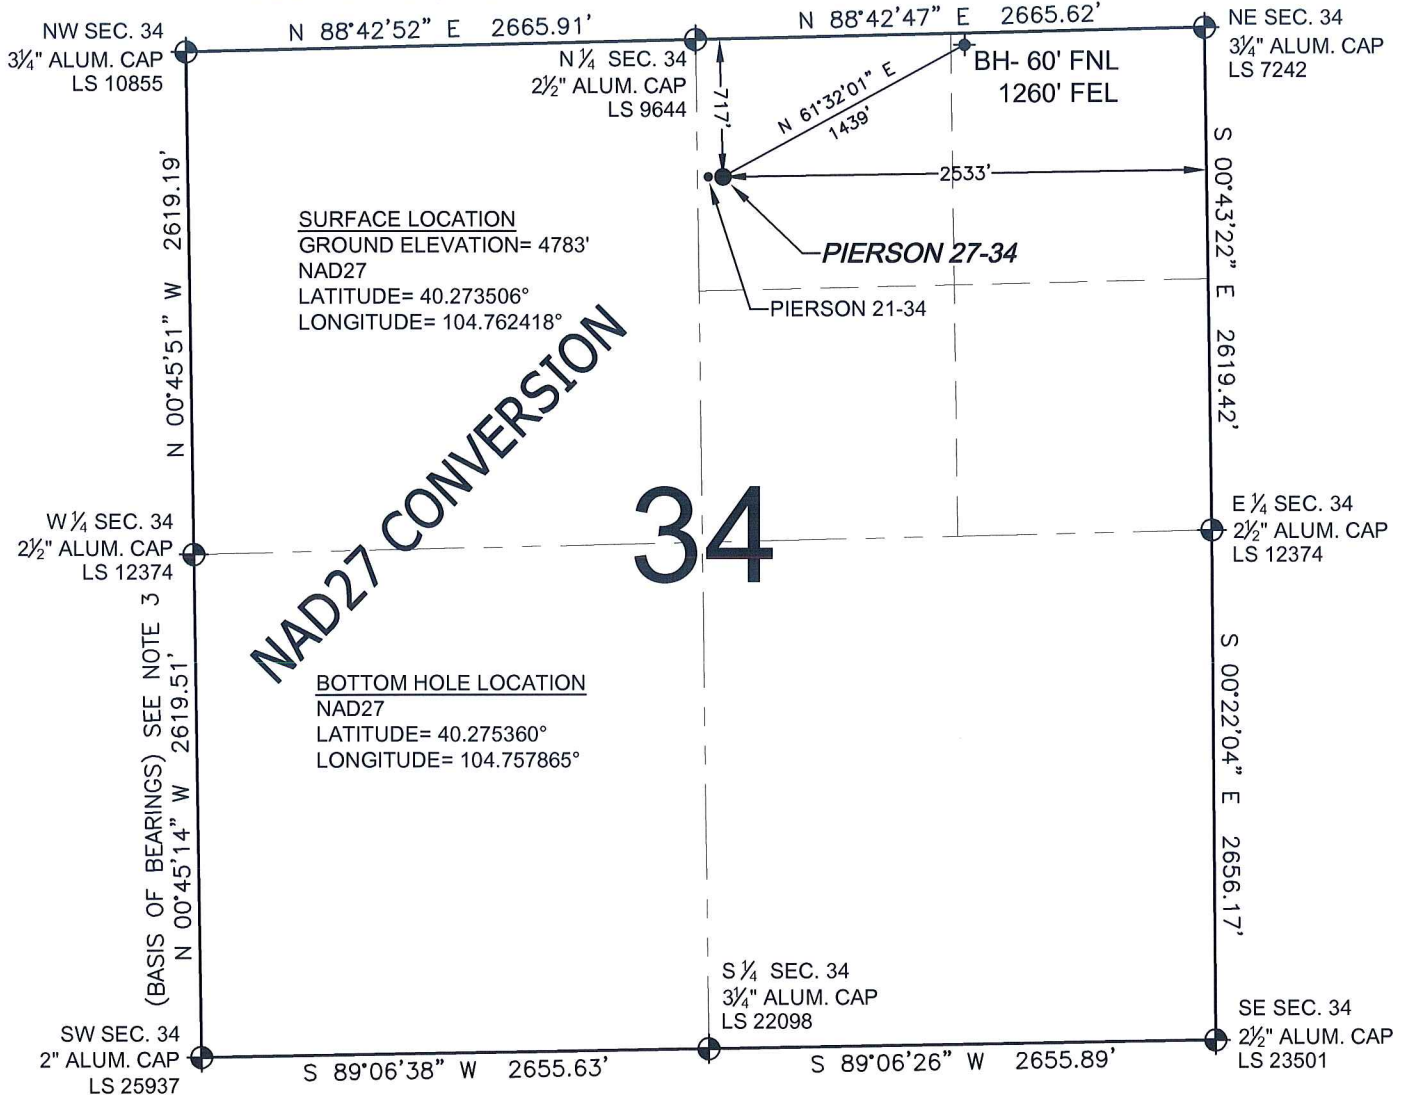 N 88°42'52" E 2665.91'
N 88°42'47" E 2665.62'
NW SEC. 34
3¼" ALUM. CAP
LS 10855
N ¼ SEC. 34
2½" ALUM. CAP
LS 9644
NE SEC. 34
3¼" ALUM. CAP
LS 7242
BH- 60' FNL
1260' FEL
N 61°32'01" E
1439'
717'
2533'
PIERSON 27-34
PIERSON 21-34
N 00°45'51" W 2619.19'
S 00°43'22" E 2619.42'
SURFACE LOCATION
GROUND ELEVATION= 4783'
NAD27
LATITUDE= 40.273506°
LONGITUDE= 104.762418°
NAD27 CONVERSION
34
W ¼ SEC. 34
2½" ALUM. CAP
LS 12374
E ¼ SEC. 34
2½" ALUM. CAP
LS 12374
(BASIS OF BEARINGS) SEE NOTE 3
N 00°45'14" W 2619.51'
S 00°22'04" E 2656.17'
BOTTOM HOLE LOCATION
NAD27
LATITUDE= 40.275360°
LONGITUDE= 104.757865°
S ¼ SEC. 34
3¼" ALUM. CAP
LS 22098
SW SEC. 34
2" ALUM. CAP
LS 25937
SE SEC. 34
2½" ALUM. CAP
LS 23501
S 89°06'38" W 2655.63'
S 89°06'26" W 2655.89'